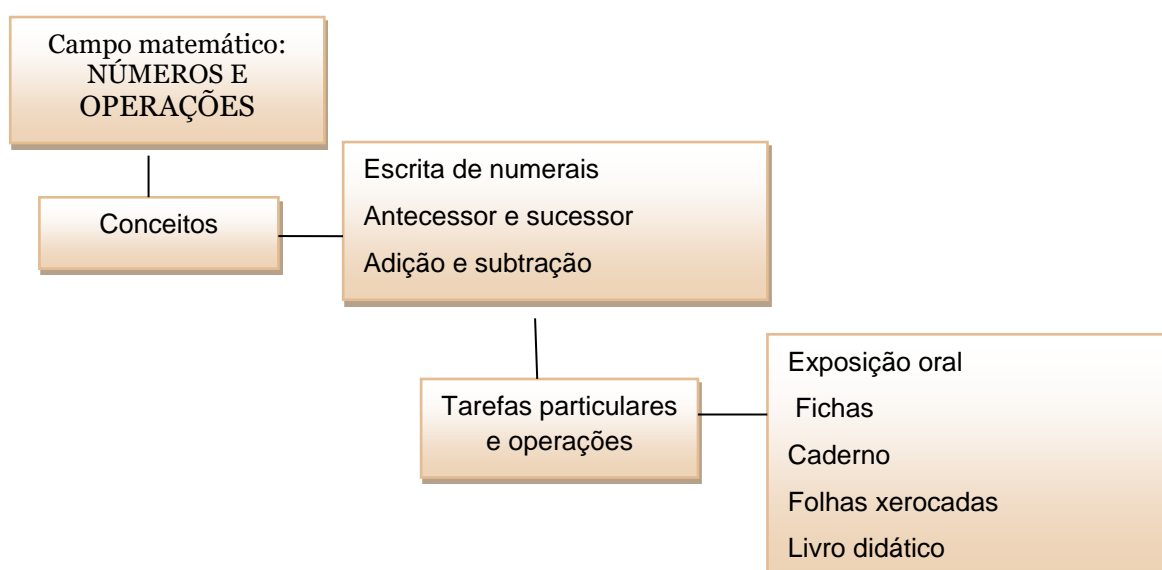 Campo matemático:
NÚMEROS E
OPERAÇÕES
Conceitos
Escrita de numerais
Antecessor e sucessor
Adição e subtração
Tarefas particulares
e operações
Exposição oral
Fichas
Caderno
Folhas xerocadas
Livro didático